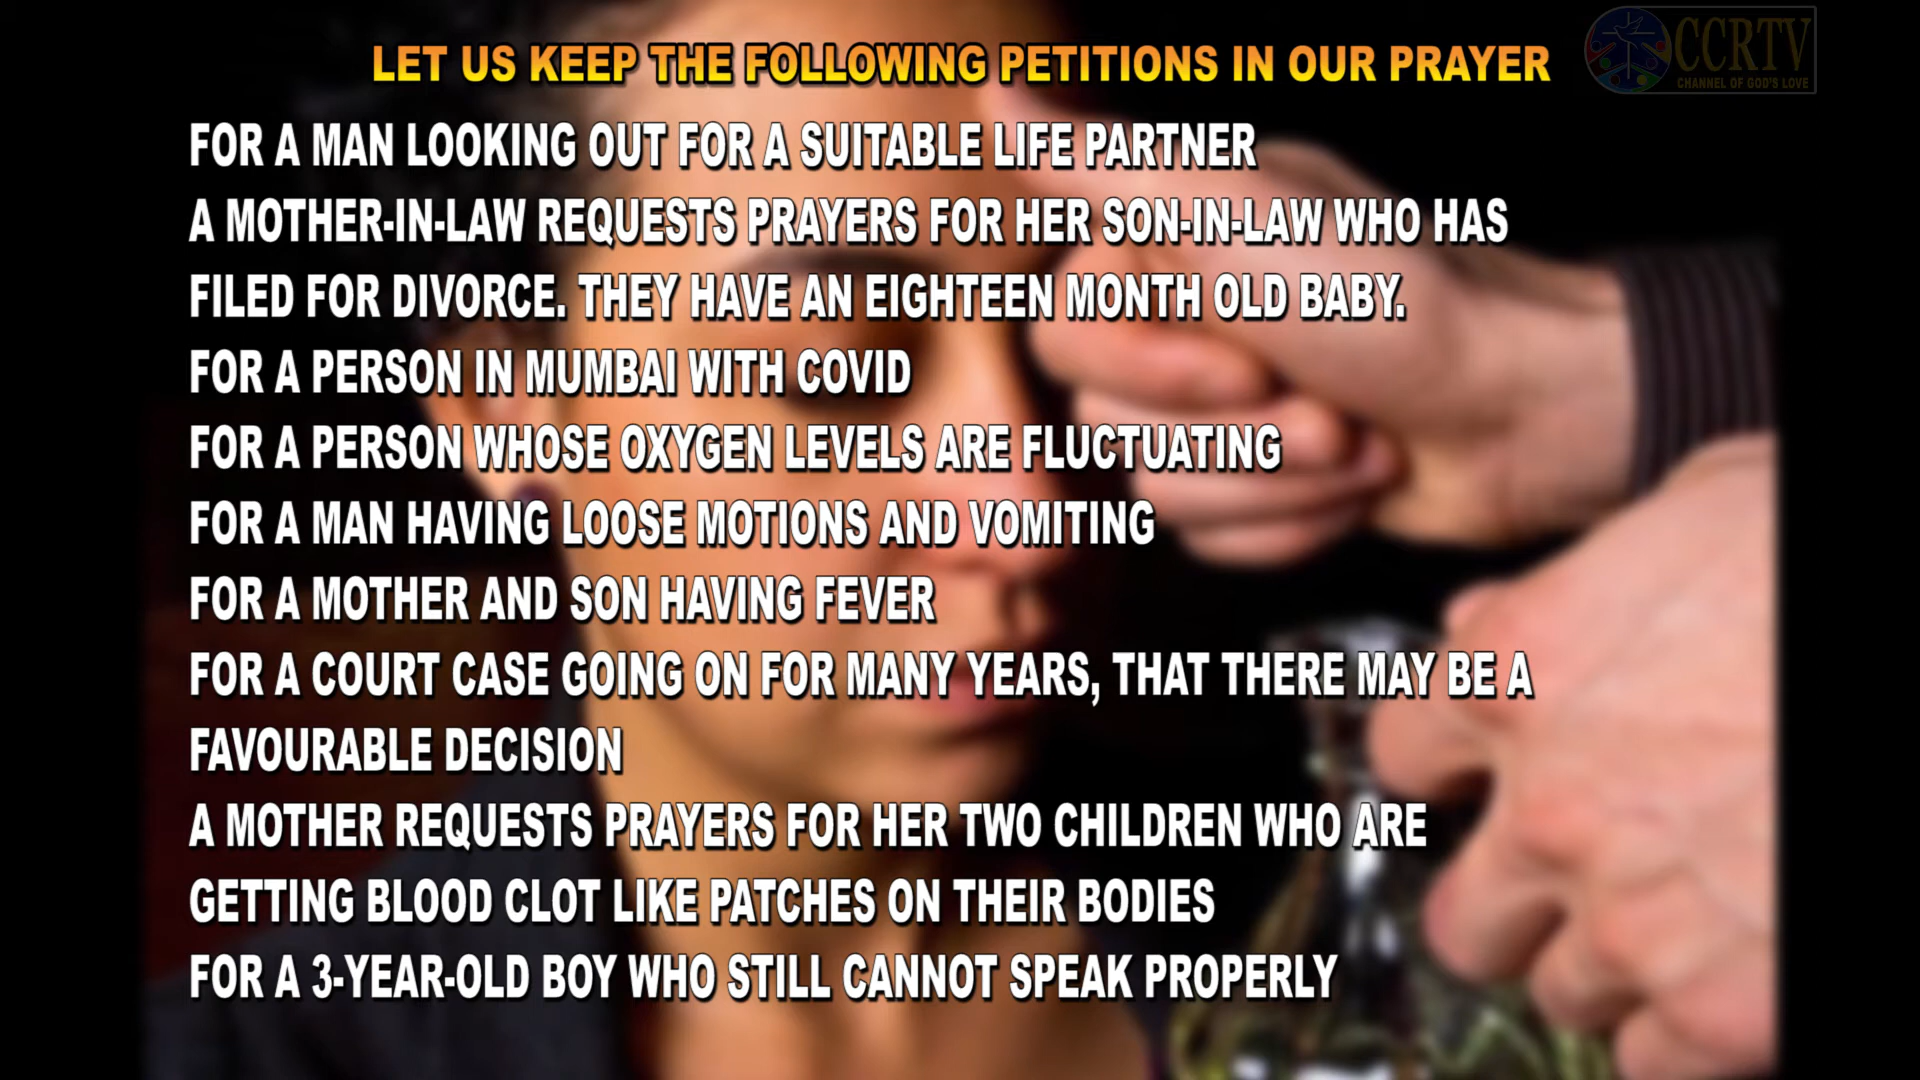 LET US KEEP THE FOLLOWING PETITIONS IN OUR PRAYER
CCRTV
CHANNEL OF GOD'S LOVE
FOR A MAN LOOKING OUT FOR A SUITABLE LIFE PARTNER
A MOTHER-IN-LAW REQUESTS PRAYERS FOR HER SON-IN-LAW WHO HAS
FILED FOR DIVORCE. THEY HAVE AN EIGHTEEN MONTH OLD BABY.
FOR A PERSON IN MUMBAI WITH COVID
FOR A PERSON WHOSE OXYGEN LEVELS ARE FLUCTUATING
FOR A MAN HAVING LOOSE MOTIONS AND VOMITING
FOR A MOTHER AND SON HAVING FEVER
FOR A COURT CASE GOING ON FOR MANY YEARS, THAT THERE MAY BE A
FAVOURABLE DECISION
A MOTHER REQUESTS PRAYERS FOR HER TWO CHILDREN WHO ARE
GETTING BLOOD CLOT LIKE PATCHES ON THEIR BODIES
FOR A 3-YEAR-OLD BOY WHO STILL CANNOT SPEAK PROPERLY